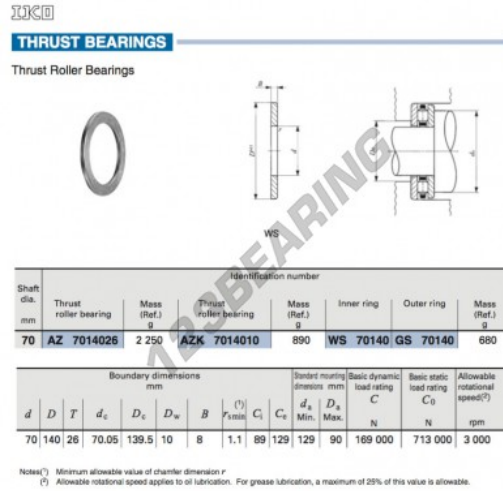 IKO
THRUST BEARINGS
Thrust Roller Bearings
B
D
d
WS
123BEARING
Identification number
Shaft dia. mm
Thrust roller bearing
Mass (Ref.) g
Thrust roller bearing
Mass (Ref.) g
Inner ring
Outer ring
Mass (Ref.) g
70 AZ 7014026 2 250 AZK 7014010 890 WS 70140 GS 70140 680
Boundary dimensions mm
Standard mounting dimensions mm
Basic dynamic load rating C N
Basic static load rating C0 N
Allowable rotational speed(2) rpm
d D T dc Dc Dw B rs min(1) Ci Ce da Min. Da Max.
70 140 26 70.05 139.5 10 8 1.1 89 129 129 90 169 000 713 000 3 000
Notes(1) Minimum allowable value of chamfer dimension r
(2) Allowable rotational speed applies to oil lubrication. For grease lubrication, a maximum of 25% of this value is allowable.